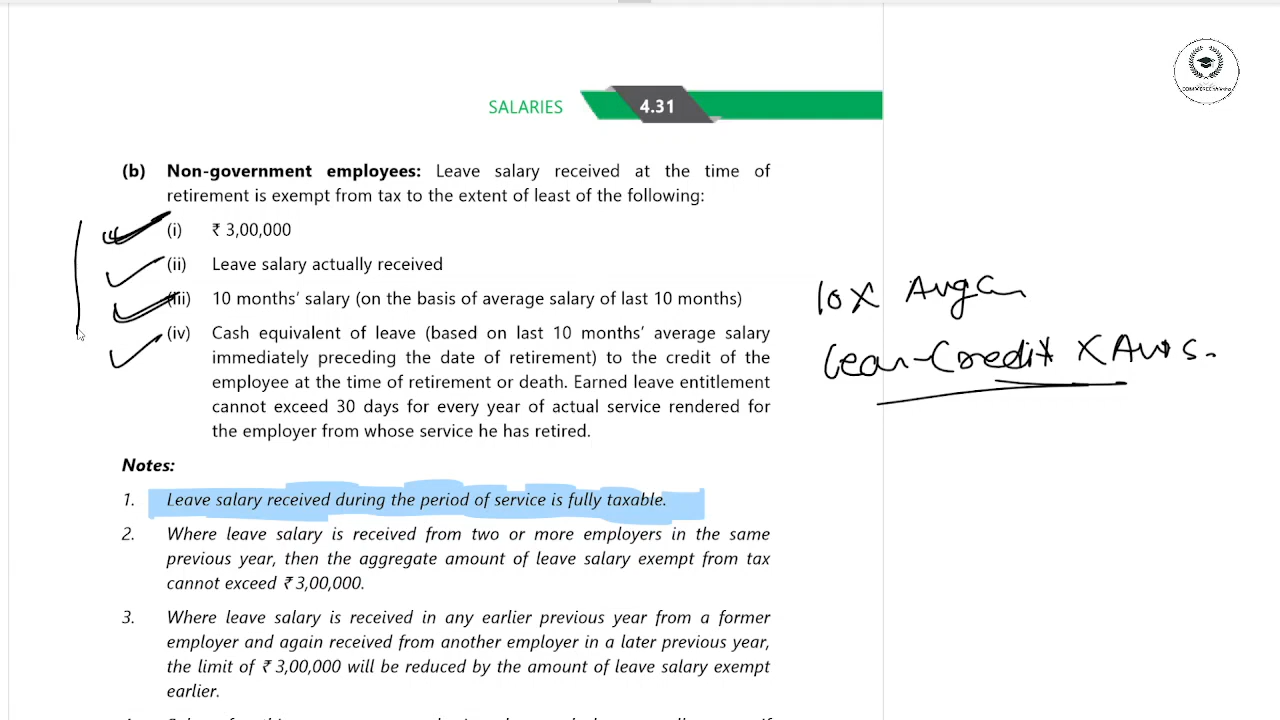 SALARIES 4.31
(b) Non-government employees: Leave salary received at the time of
retirement is exempt from tax to the extent of least of the following:
(i) ₹ 3,00,000
(ii) Leave salary actually received
(iii) 10 months' salary (on the basis of average salary of last 10 months)
(iv) Cash equivalent of leave (based on last 10 months' average salary
immediately preceding the date of retirement) to the credit of the
employee at the time of retirement or death. Earned leave entitlement
cannot exceed 30 days for every year of actual service rendered for
the employer from whose service he has retired.
Notes:
1. Leave salary received during the period of service is fully taxable.
2. Where leave salary is received from two or more employers in the same
previous year, then the aggregate amount of leave salary exempt from tax
cannot exceed ₹ 3,00,000.
3. Where leave salary is received in any earlier previous year from a former
employer and again received from another employer in a later previous year,
the limit of ₹ 3,00,000 will be reduced by the amount of leave salary exempt
earlier.
10 X
Credit X